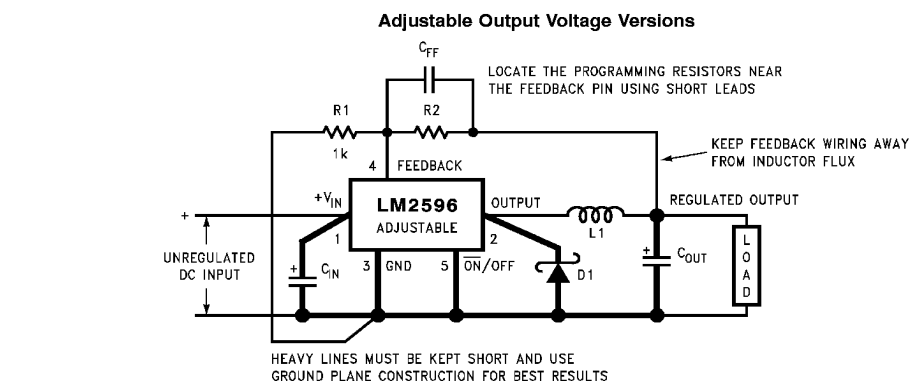 Adjustable Output Voltage Versions
CFF
LOCATE THE PROGRAMMING RESISTORS NEAR
THE FEEDBACK PIN USING SHORT LEADS
R1
R2
1k
4
FEEDBACK
KEEP FEEDBACK WIRING AWAY
FROM INDUCTOR FLUX
+VIN
LM2596
ADJUSTABLE
OUTPUT
REGULATED OUTPUT
+
1
2
L1
UNREGULATED
DC INPUT
+
CIN
3
GND
5
ON/OFF
D1
+
COUT
LOAD
−
HEAVY LINES MUST BE KEPT SHORT AND USE
GROUND PLANE CONSTRUCTION FOR BEST RESULTS